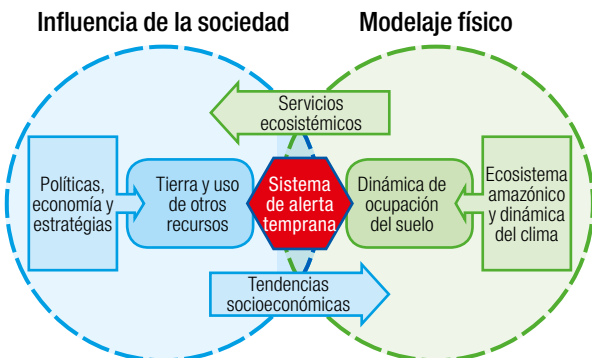 Influencia de la sociedad
Modelaje físico
Servicios
ecosistémicos
Políticas,
economía y
estratégias
Tierra y uso
de otros
recursos
Sistema
de alerta
temprana
Dinámica de
ocupación
del suelo
Ecosistema
amazónico
y dinámica
del clima
Tendencias
socioeconómicas